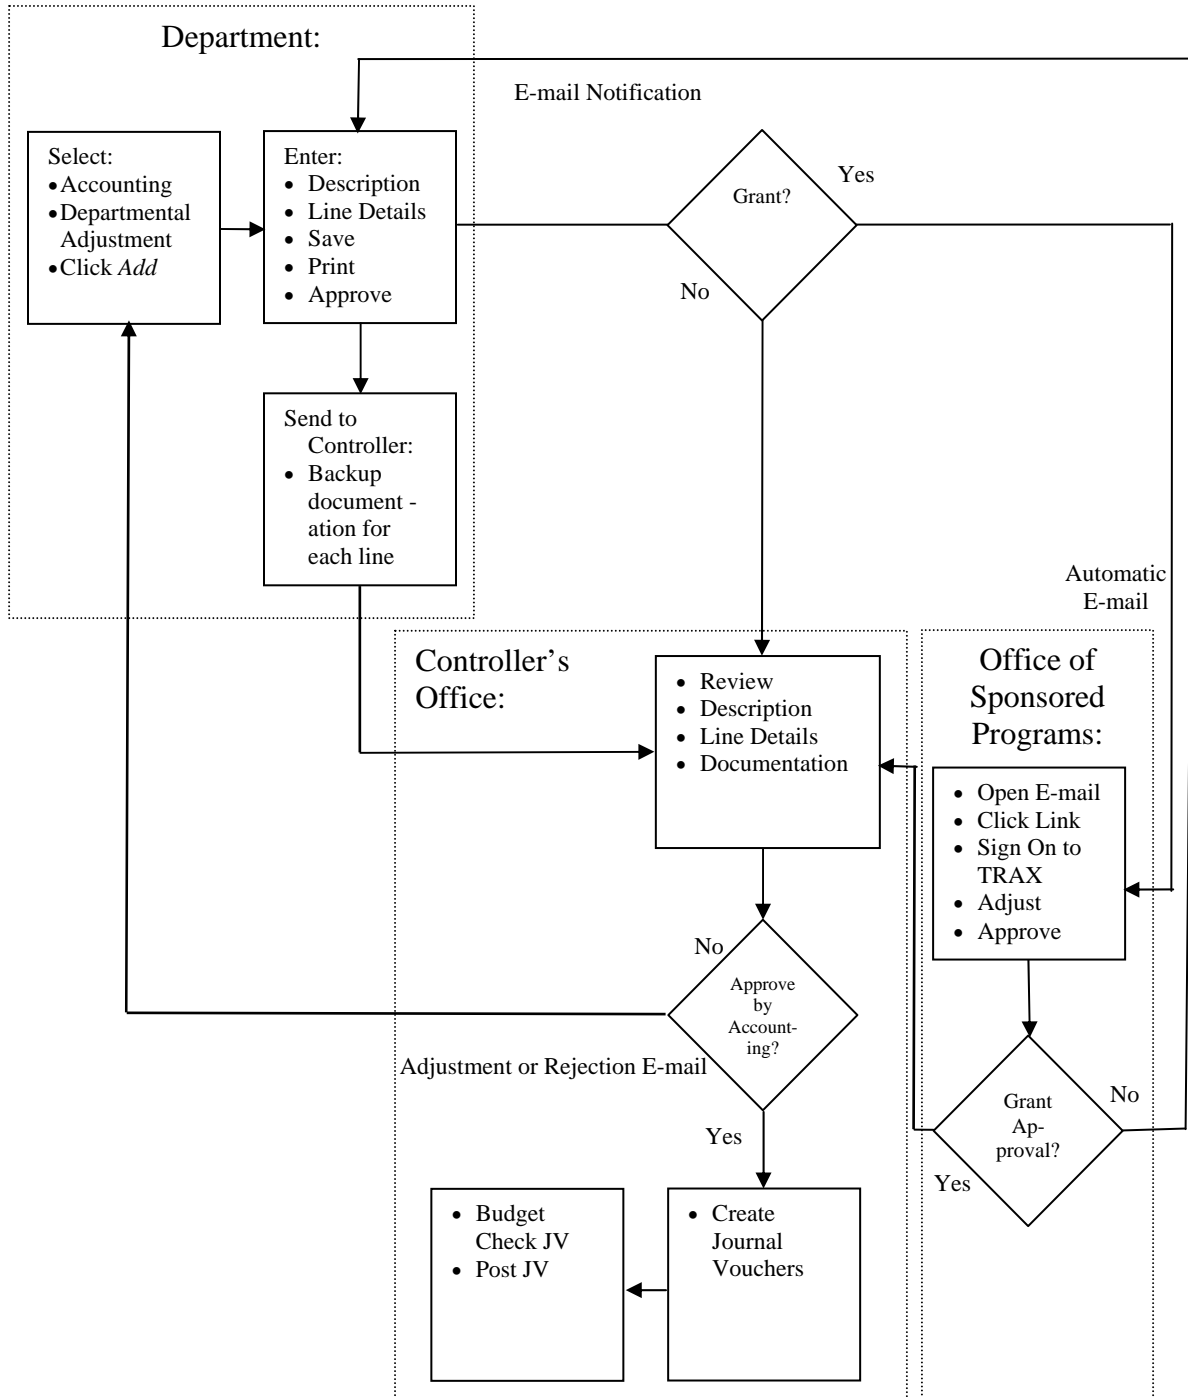 Department:
E-mail Notification
Select:
•Accounting
•Departmental
Adjustment
•Click Add
Enter:
• Description
• Line Details
• Save
• Print
• Approve
Grant?
Yes
No
Send to
Controller:
• Backup
document -
ation for
each line
Automatic
E-mail
Controller’s
Office:
• Review
• Description
• Line Details
• Documentation
Office of
Sponsored
Programs:
• Open E-mail
• Click Link
• Sign On to
TRAX
• Adjust
• Approve
No
Approve
by
Account-
ing?
Adjustment or Rejection E-mail
Yes
Grant
Ap-
proval?
No
Yes
• Budget
Check JV
• Post JV
• Create
Journal
Vouchers